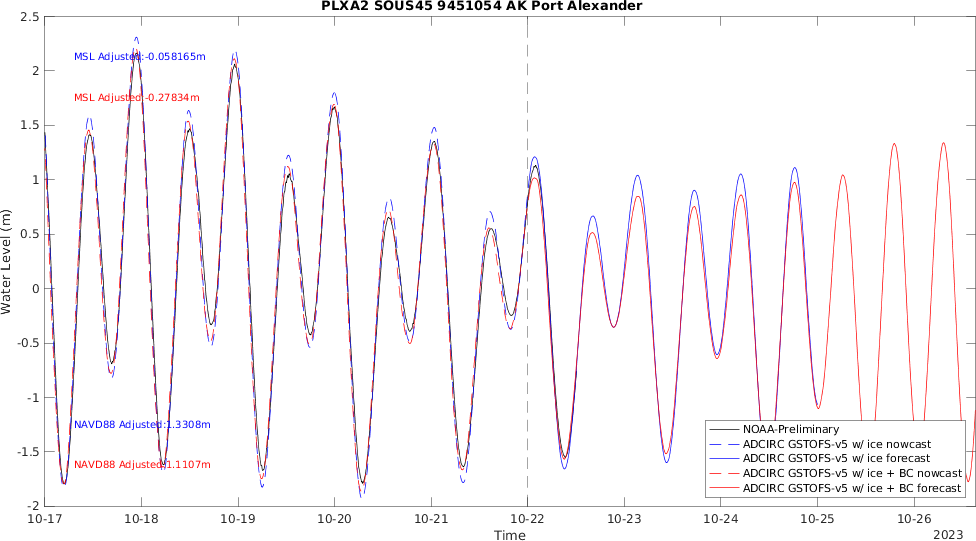 PLXA2 SOUS45 9451054 AK Port Alexander
Water Level (m)
2.5
2
1.5
1
0.5
0
-0.5
-1
-1.5
-2
MSL Adjusted:-0.058165m
MSL Adjusted:-0.27834m
NAVD88 Adjusted:1.3308m
NAVD88 Adjusted:1.1107m
NOAA-Preliminary
ADCIRC GSTOFS-v5 w/ ice nowcast
ADCIRC GSTOFS-v5 w/ ice forecast
ADCIRC GSTOFS-v5 w/ ice + BC nowcast
ADCIRC GSTOFS-v5 w/ ice + BC forecast
10-17 10-18 10-19 10-20 10-21 10-22 10-23 10-24 10-25 10-26
Time
2023